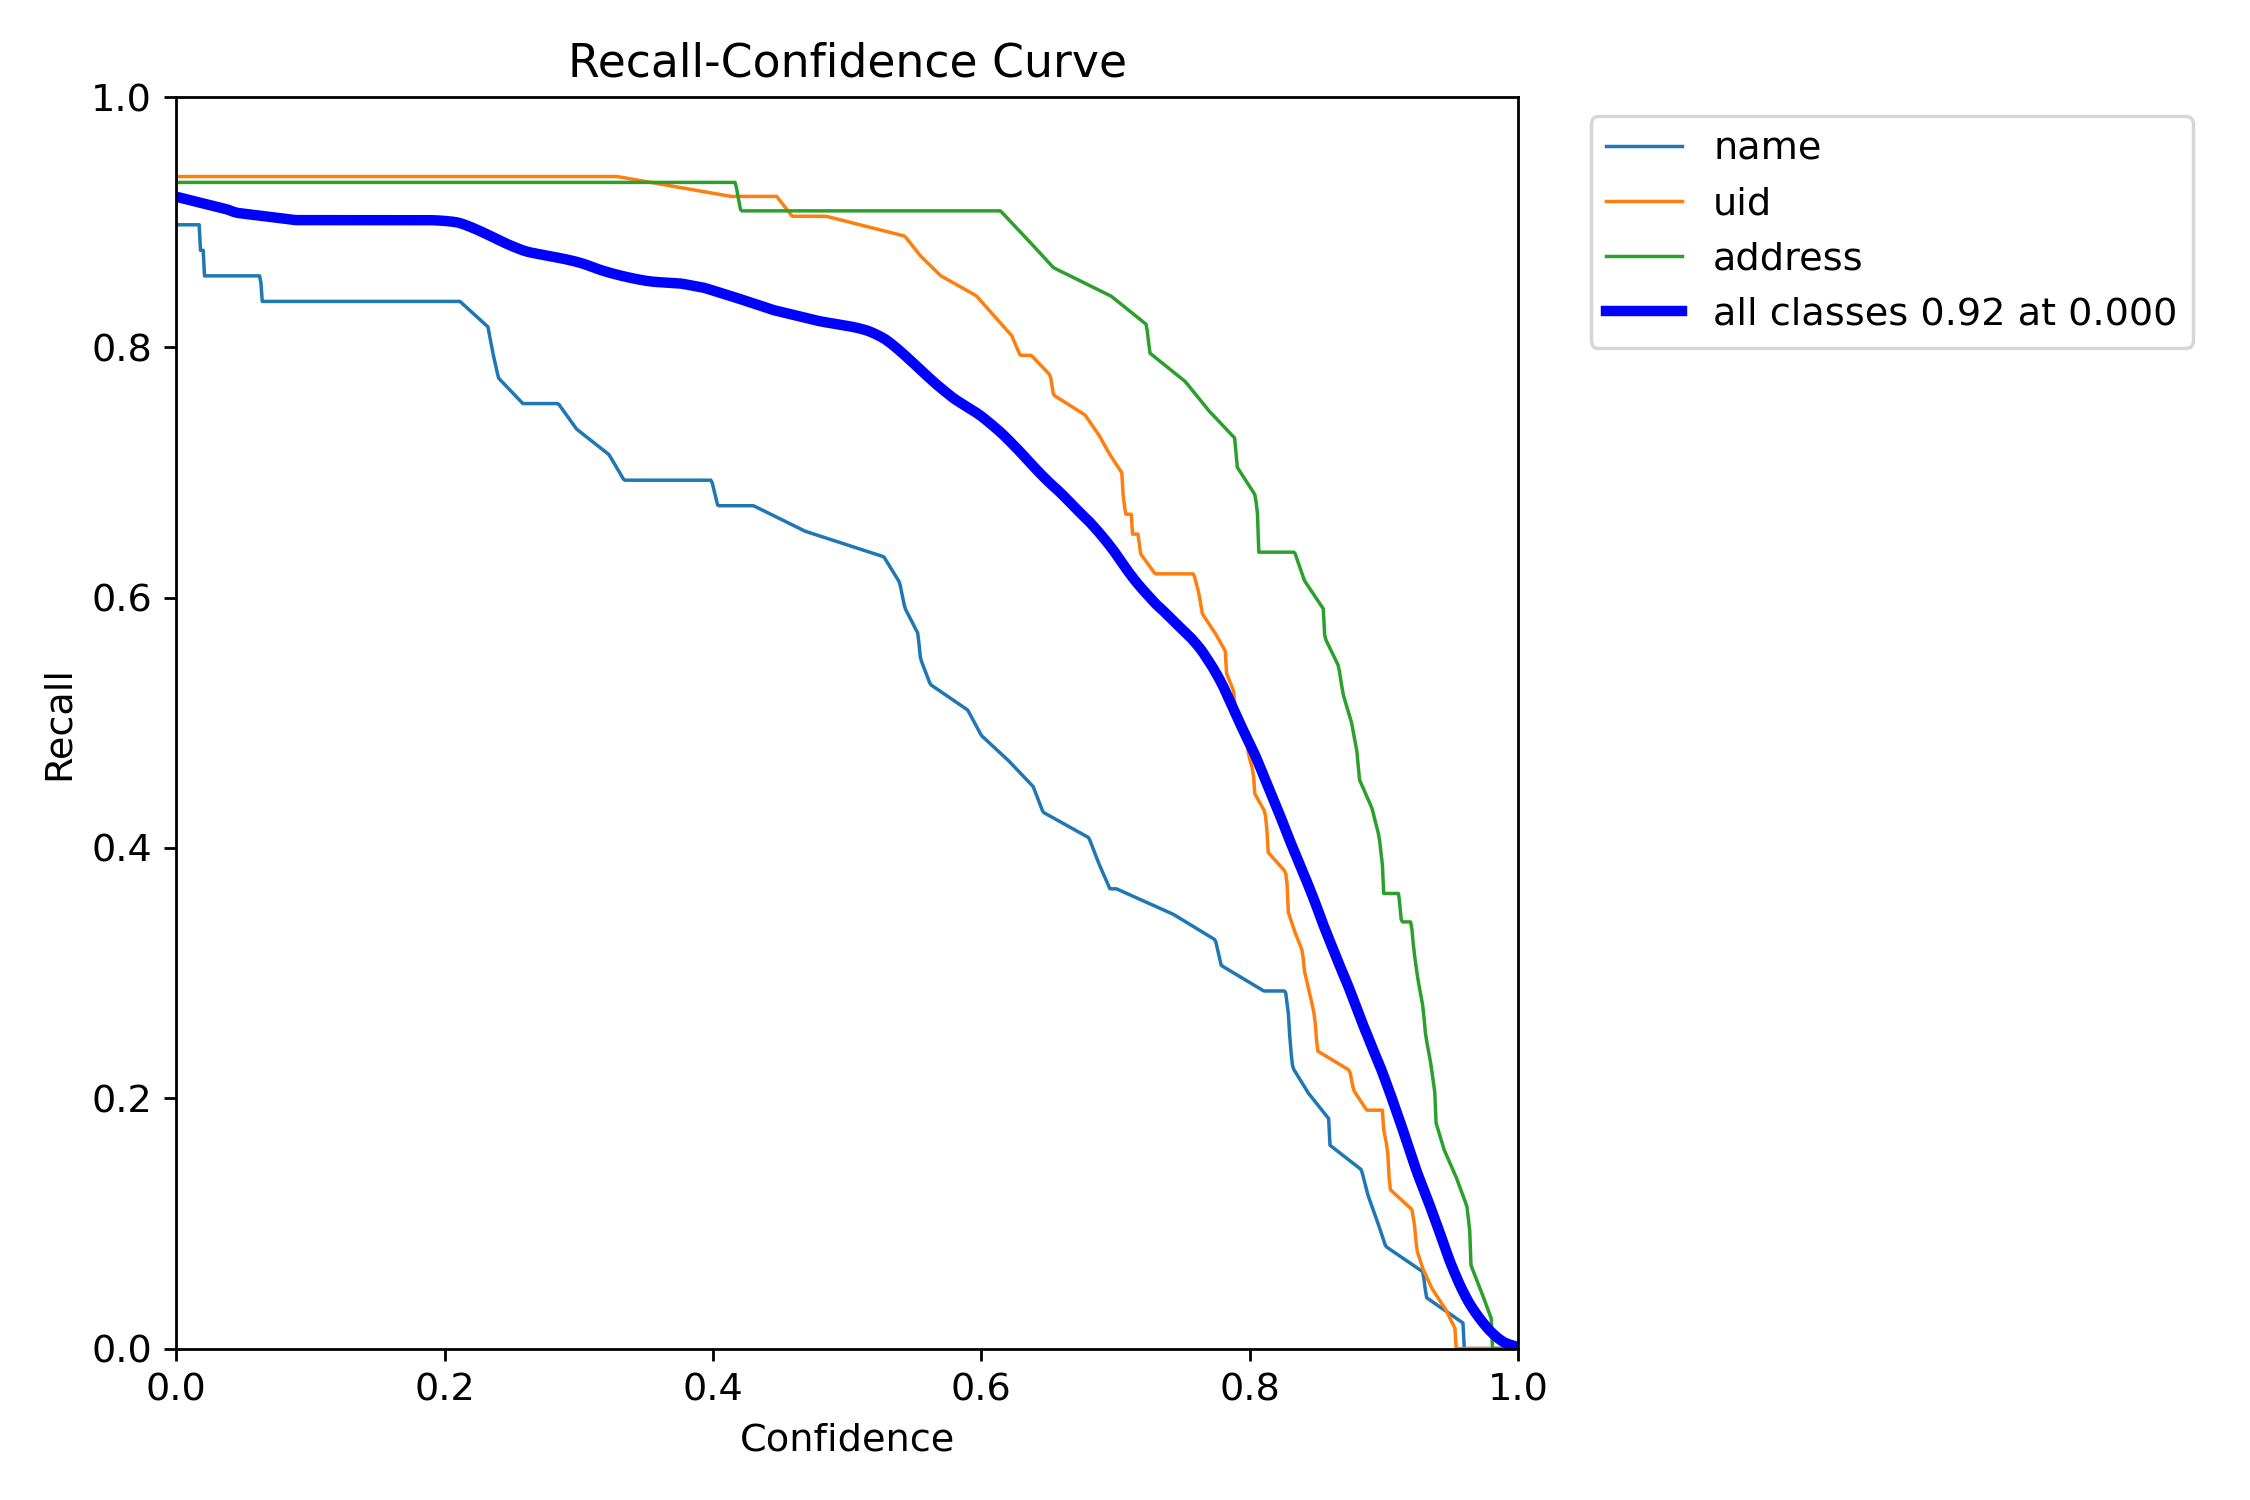 Recall-Confidence Curve
1.0
0.8
0.6
0.4
0.2
0.0
Recall
0.0 0.2 0.4 0.6 0.8 1.0
Confidence
name
uid
address
all classes 0.92 at 0.000